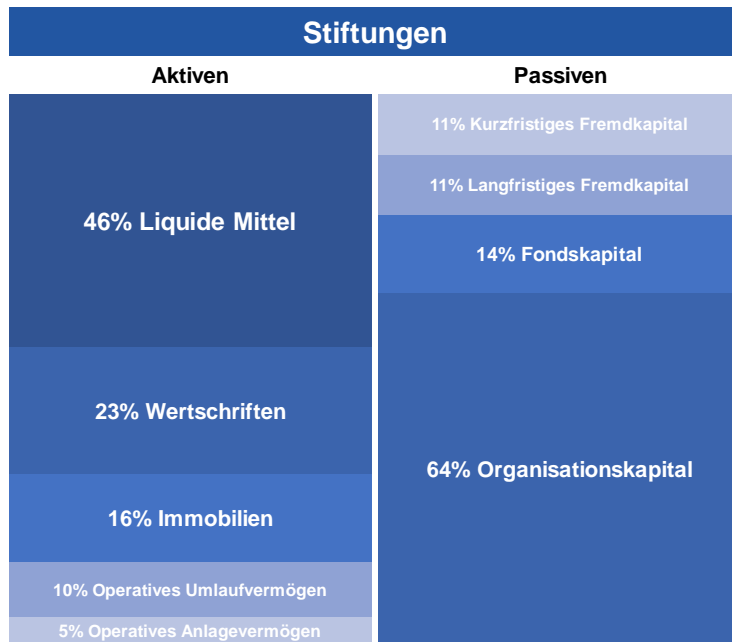 Stiftungen
Aktiven
Passiven
46% Liquide Mittel
23% Wertschriften
16% Immobilien
10% Operatives Umlaufvermögen
5% Operatives Anlagevermögen
11% Kurzfristiges Fremdkapital
11% Langfristiges Fremdkapital
14% Fondskapital
64% Organisationskapital